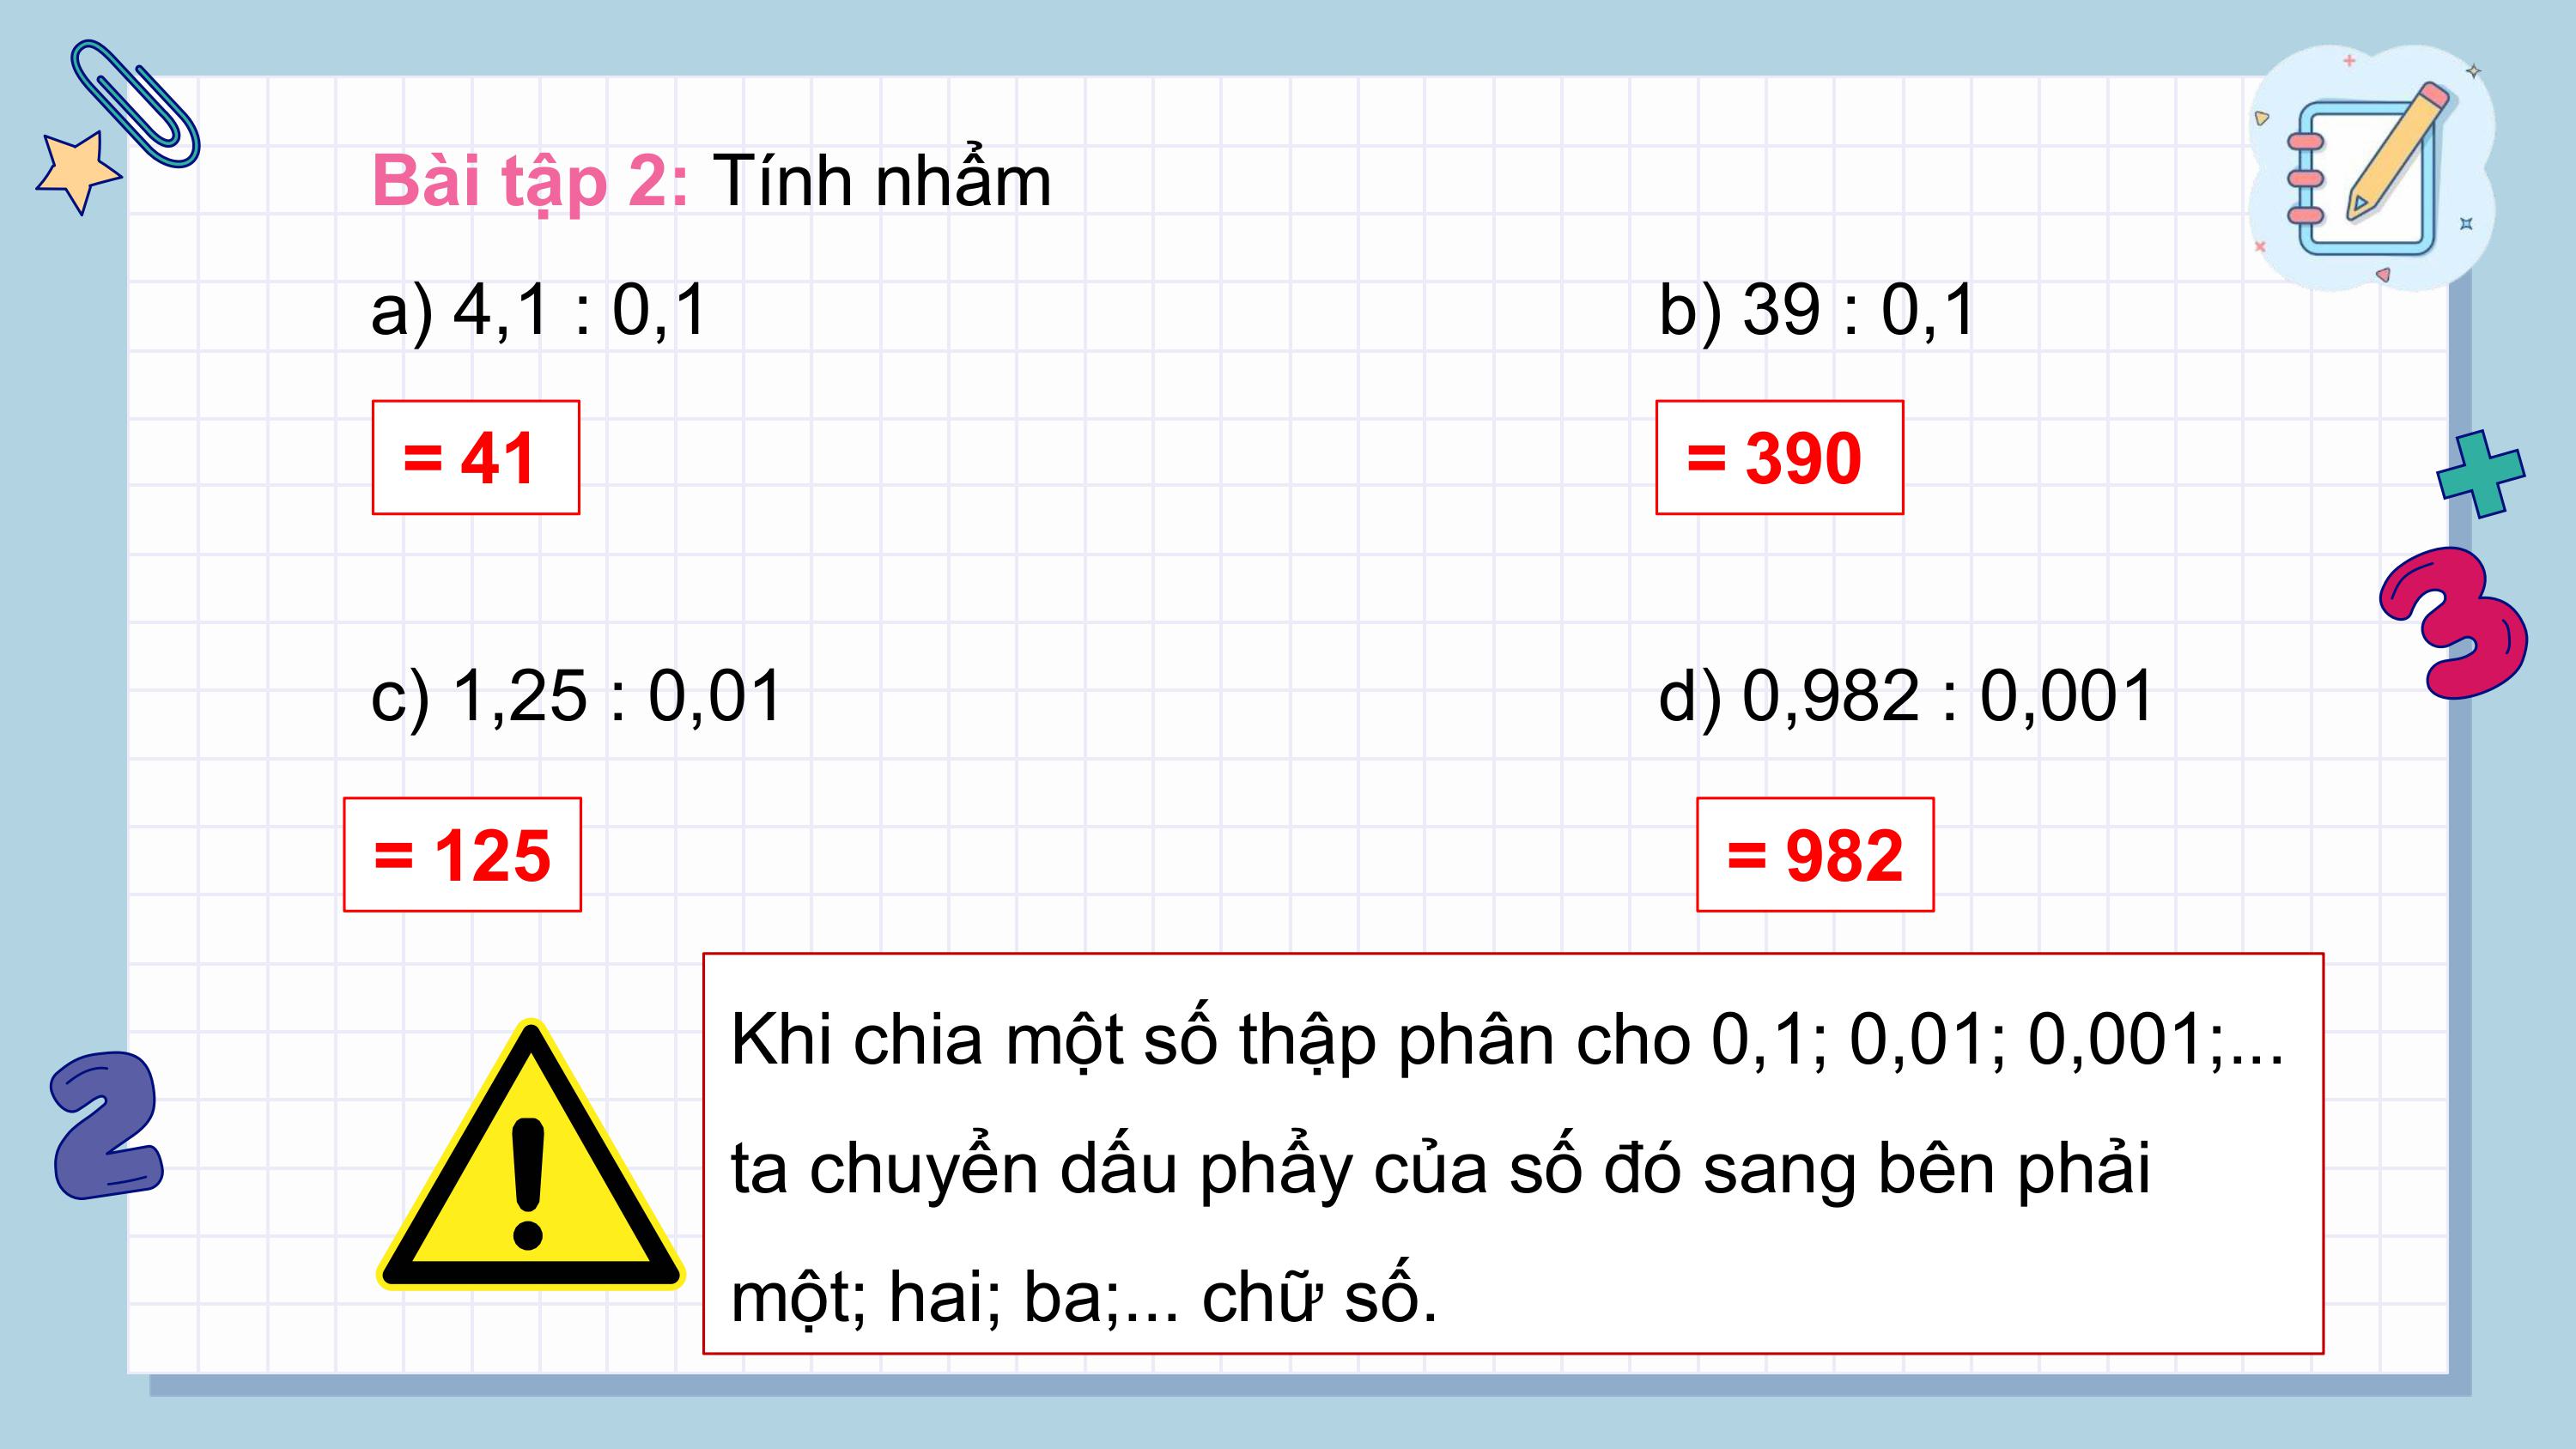 Bài tập 2: Tính nhẩm
a) 4,1 : 0,1
b) 39 : 0,1
= 41
= 390
c) 1,25 : 0,01
d) 0,982 : 0,001
= 125
= 982
Khi chia một số thập phân cho 0,1; 0,01; 0,001;...
ta chuyển dấu phẩy của số đó sang bên phải
một; hai; ba;... chữ số.
3
2